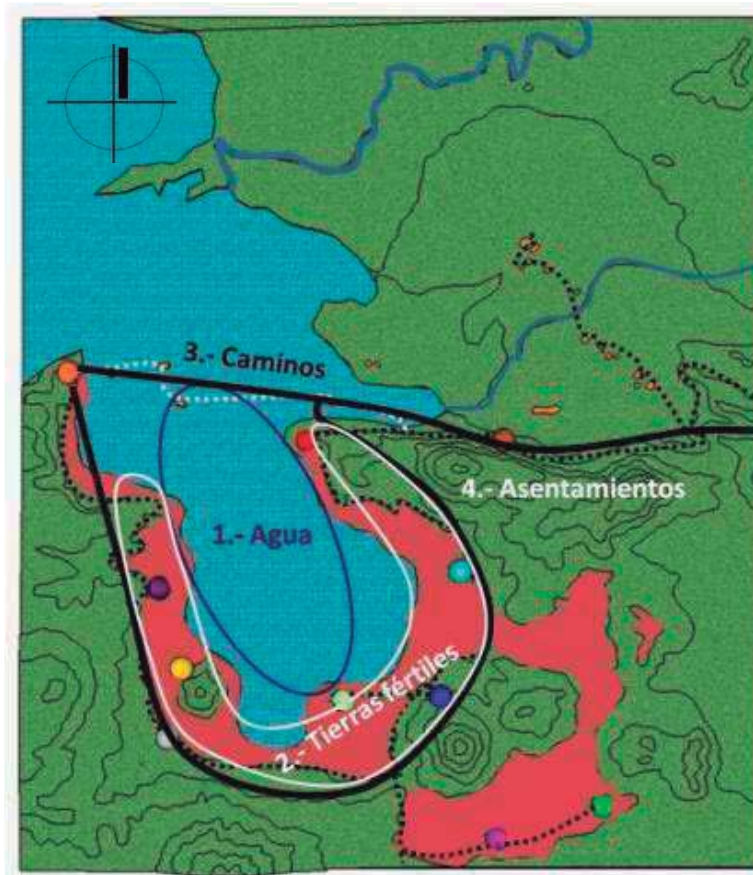 3.- Caminos
4.- Asentamientos
1.- Agua
2.- Tierras fértiles